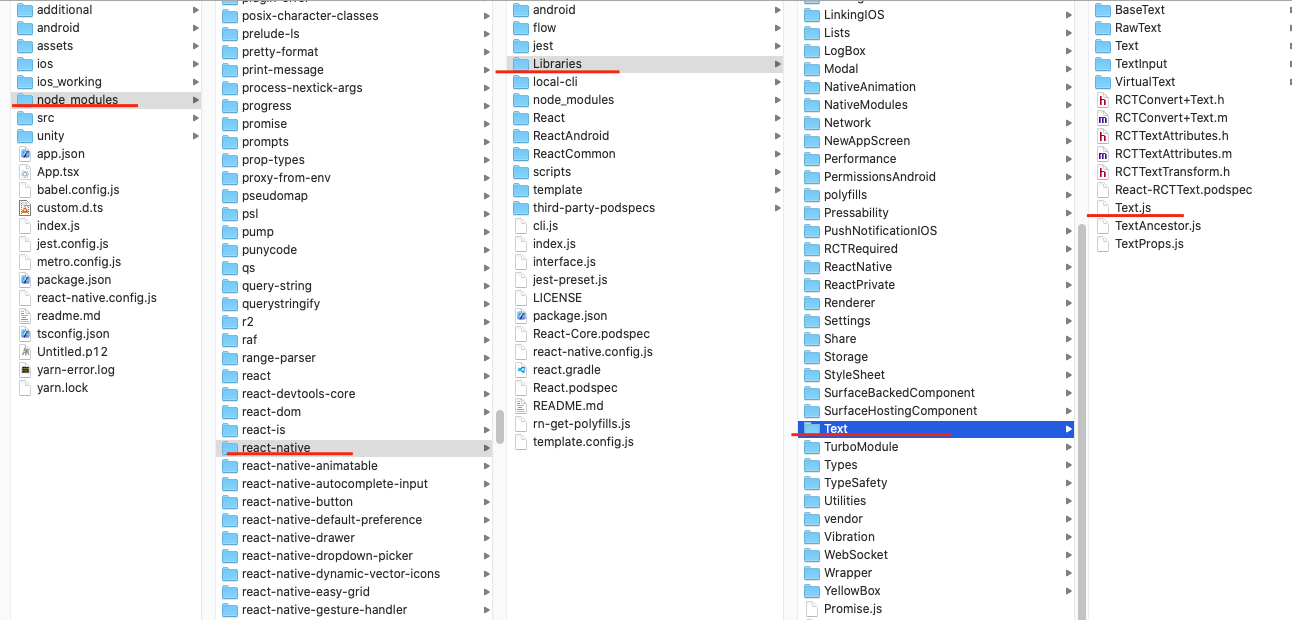 additional
android
assets
ios
ios_working
node_modules
src
unity
app.json
App.tsx
babel.config.js
custom.d.ts
index.js
jest.config.js
metro.config.js
package.json
react-native.config.js
readme.md
tsconfig.json
Untitled.p12
yarn-error.log
yarn.lock
posix-character-classes
prelude-ls
pretty-format
print-message
process-nextick-args
progress
promise
prompts
prop-types
proxy-from-env
pseudomap
psl
pump
punycode
qs
query-string
querystringify
r2
raf
range-parser
react
react-devtools-core
react-dom
react-is
react-native
react-native-animatable
react-native-autocomplete-input
react-native-button
react-native-default-preference
react-native-drawer
react-native-dropdown-picker
react-native-dynamic-vector-icons
react-native-easy-grid
react-native-gesture-handler
android
flow
jest
Libraries
local-cli
node_modules
React
ReactAndroid
ReactCommon
scripts
template
third-party-podspecs
cli.js
index.js
interface.js
jest-preset.js
LICENSE
package.json
React-Core.podspec
react-native.config.js
react.gradle
React.podspec
README.md
rn-get-polyfills.js
template.config.js
LinkingIOS
Lists
LogBox
Modal
NativeAnimation
NativeModules
Network
NewAppScreen
Performance
PermissionsAndroid
polyfills
Pressability
PushNotificationIOS
RCTRequired
ReactNative
ReactPrivate
Renderer
Settings
Share
Storage
StyleSheet
SurfaceBackedComponent
SurfaceHostingComponent
Text
TurboModule
Types
TypeSafety
Utilities
vendor
Vibration
WebSocket
Wrapper
YellowBox
Promise.js
BaseText
RawText
Text
TextInput
VirtualText
RCTConvert+Text.h
RCTConvert+Text.m
RCTTextAttributes.h
RCTTextAttributes.m
RCTTextTransform.h
React-RCTText.podspec
Text.js
TextAncestor.js
TextProps.js